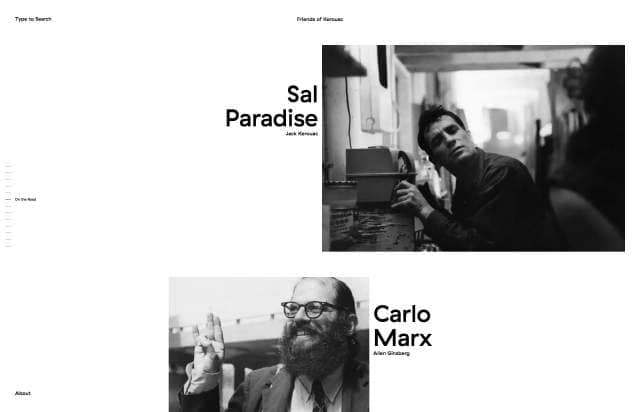 Type to Search
Friends of Kerouac
Sal
Paradise
Jack Kerouac
On the Road
Carlo
Marx
Allen Ginsberg
About